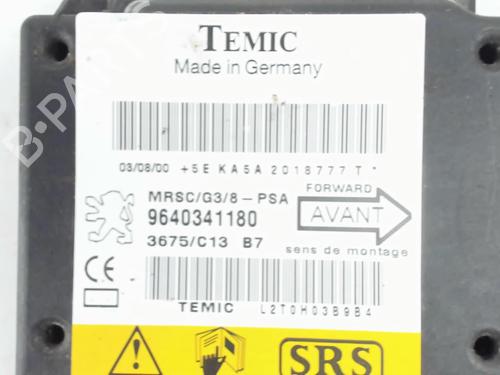 TEMIC
Made in Germany
03/08/00 +5E KA5A 2018777 T*
MRSC/G3/8-PSA
9640341180
3675/C13 B7
FORWARD
AVANT
sens de montage
CE
TEMIC L2T0H03B9B4
SRS
B-PARTS